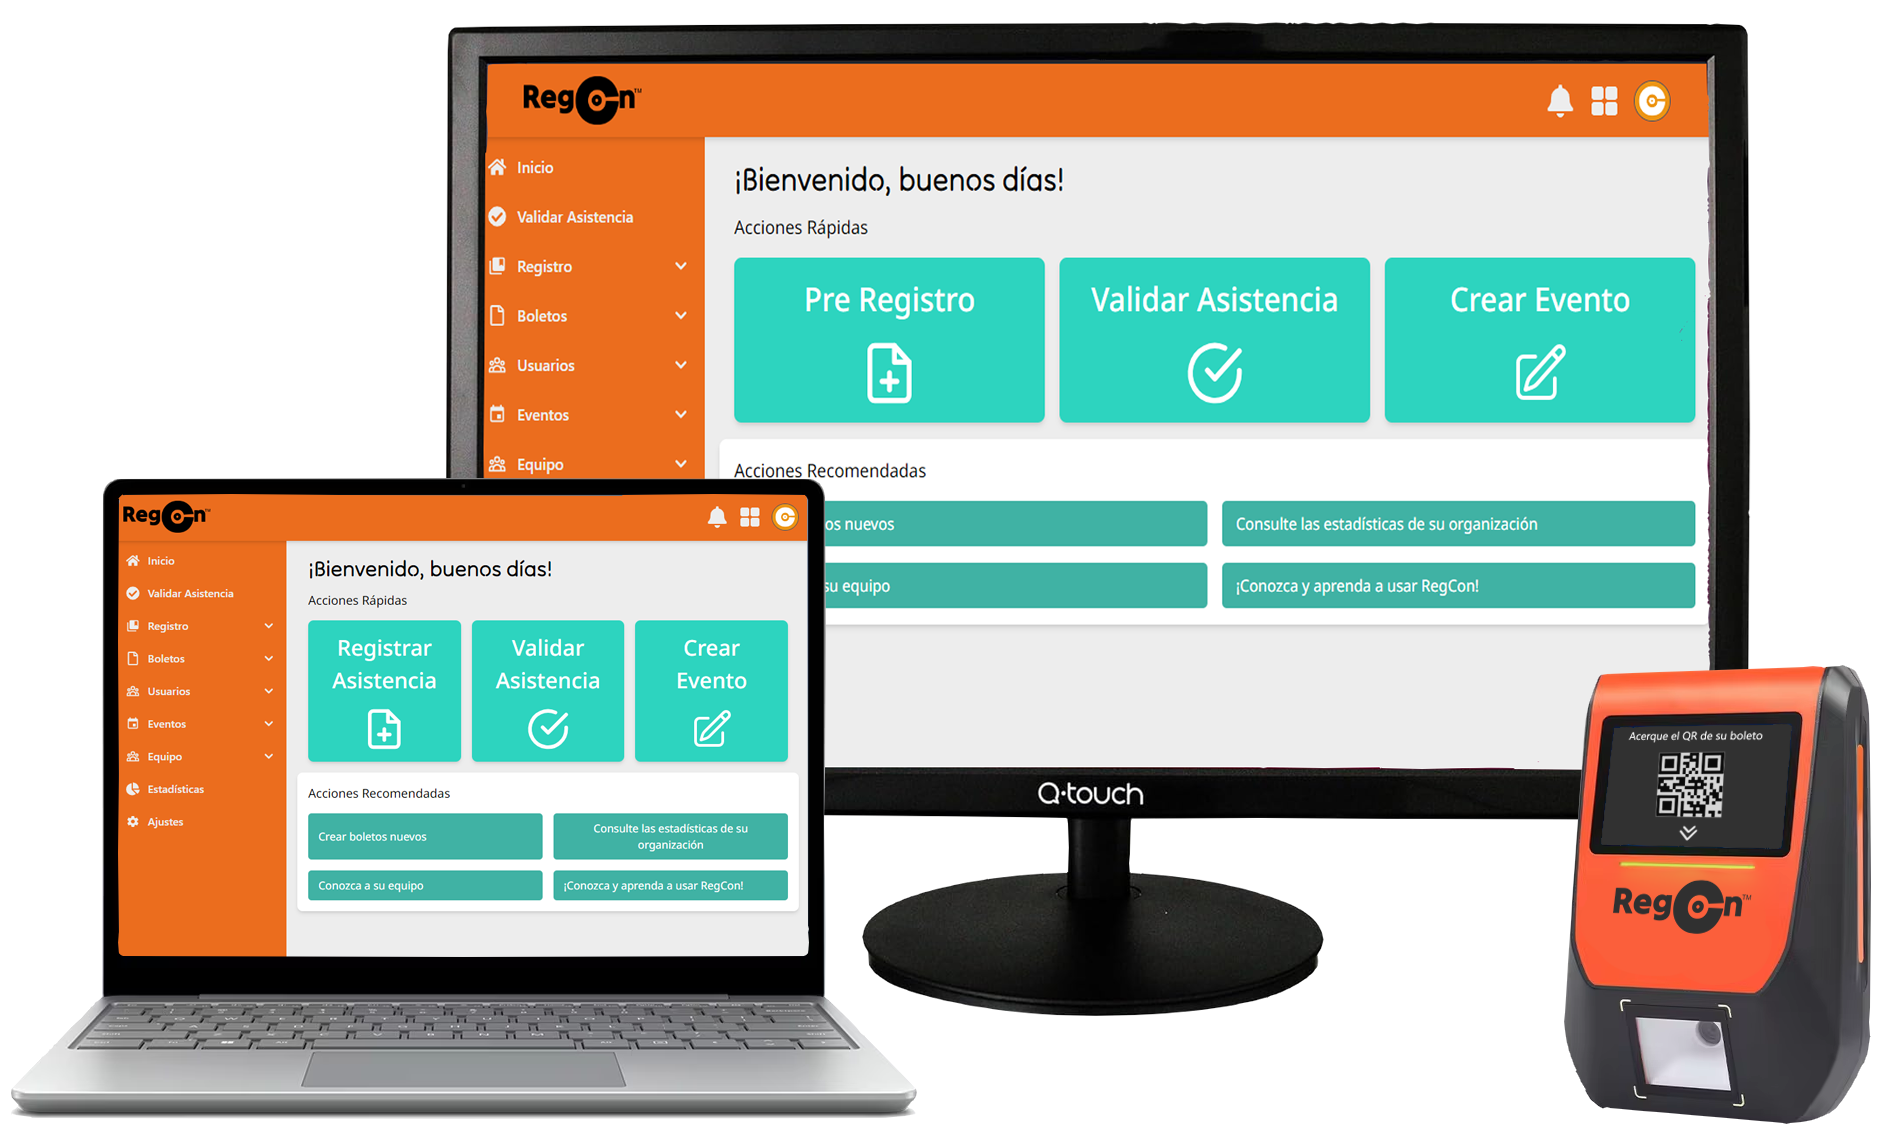 RegCon™
Inicio
Validar Asistencia
Registro
Boletos
Usuarios
Eventos
Equipo
¡Bienvenido, buenos días!
Acciones Rápidas
Pre Registro
Validar Asistencia
Crear Evento
Acciones Recomendadas
os nuevos
Consulte las estadísticas de su organización
su equipo
¡Conozca y aprenda a usar RegCon!
Q·touch
RegCon™
Inicio
Validar Asistencia
Registro
Boletos
Usuarios
Eventos
Equipo
Estadísticas
Ajustes
¡Bienvenido, buenos días!
Acciones Rápidas
Registrar
Asistencia
Validar
Asistencia
Crear
Evento
Acciones Recomendadas
Crear boletos nuevos
Consulte las estadísticas de su
organización
Conozca a su equipo
¡Conozca y aprenda a usar RegCon!
Acerque el QR de su boleto
RegCon™